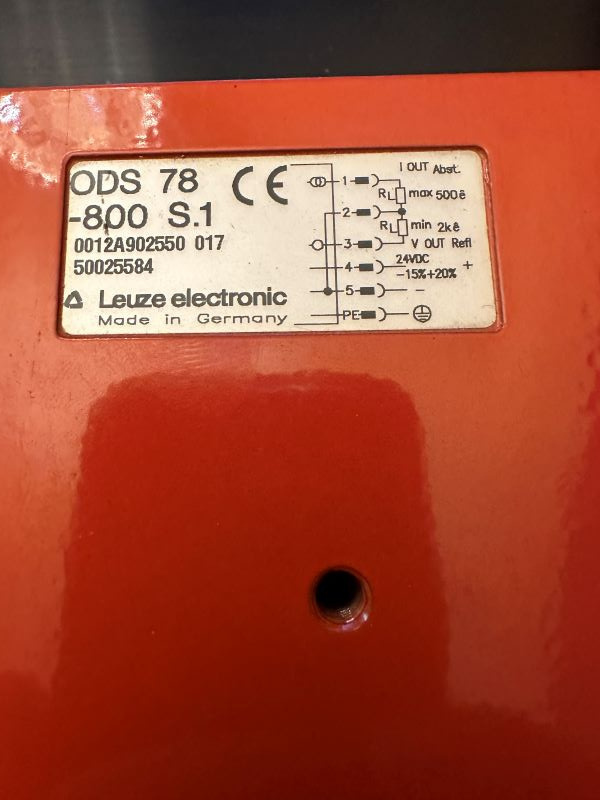 ODS 78
-800 S.1
0012A902550 017
50025584
Leuze electronic
Made in Germany
CE
I OUT Abst.
1
RL max 500ê
2
RL min 2kê
3
V OUT Refl
24VDC
4 +
-15%+20%
5 -
PE